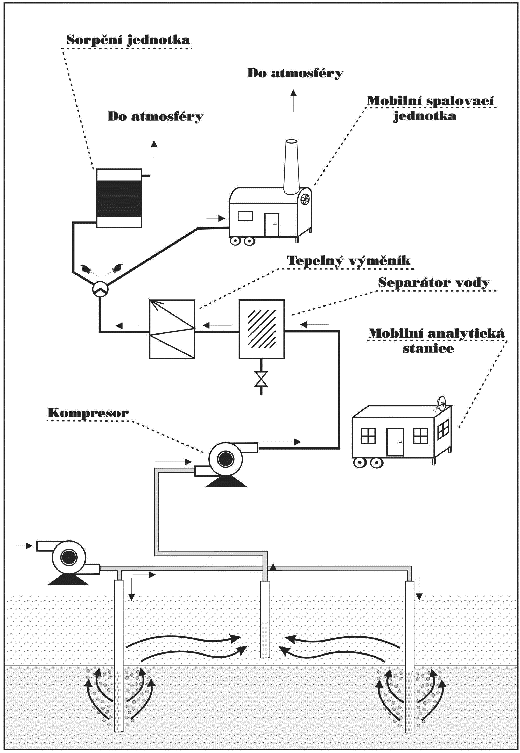 Sorpční jednotka
Do atmosféry
Do atmosféry
Mobilní spalovací
jednotka
Tepelný výměník
Separátor vody
Mobilní analytická
stanice
Kompresor